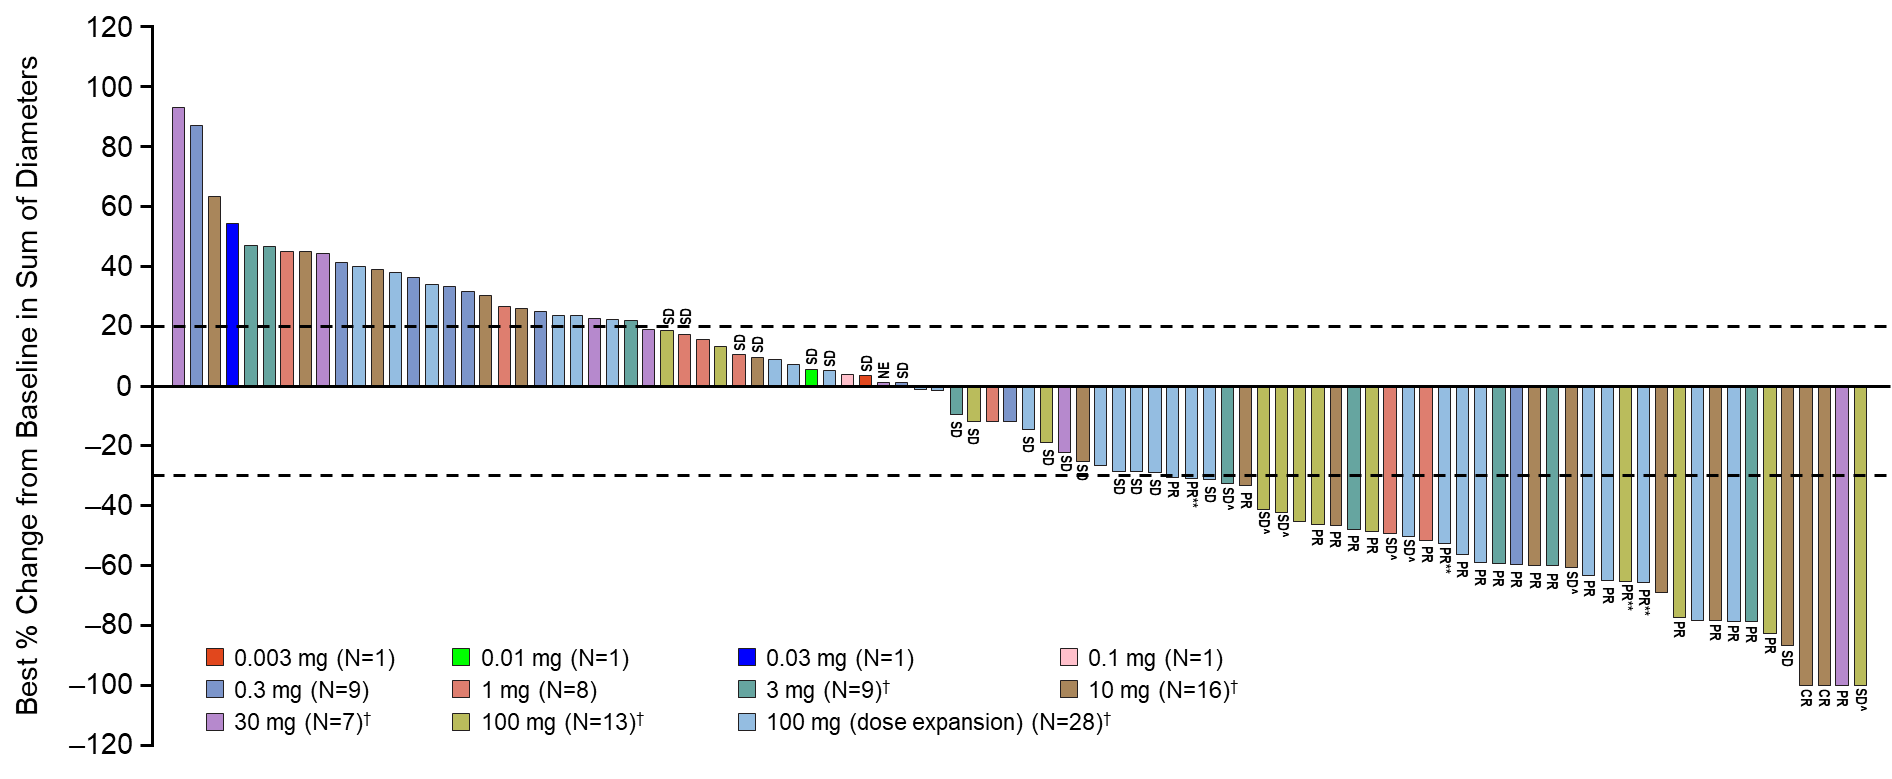 Best % Change from Baseline in Sum of Diameters
120
100
80
60
40
20
0
–20
–40
–60
–80
–100
–120
SD
SD
SD
SD
SD
SD
SD
NE
SD
SD
SD
SD
SD
SD
SD
SD
SD
SD
PR
PR**
SD
SD^
PR
SD^
SD^
PR
PR
PR
PR
SD^
SD^
PR
PR**
PR
PR
PR
PR
PR
PR
SD^
PR
PR
PR**
PR**
PR
PR
PR
PR
PR
SD
CR
CR
PR
SD^
0.003 mg (N=1)
0.01 mg (N=1)
0.03 mg (N=1)
0.1 mg (N=1)
0.3 mg (N=9)
1 mg (N=8)
3 mg (N=9)†
10 mg (N=16)†
30 mg (N=7)†
100 mg (N=13)†
100 mg (dose expansion) (N=28)†